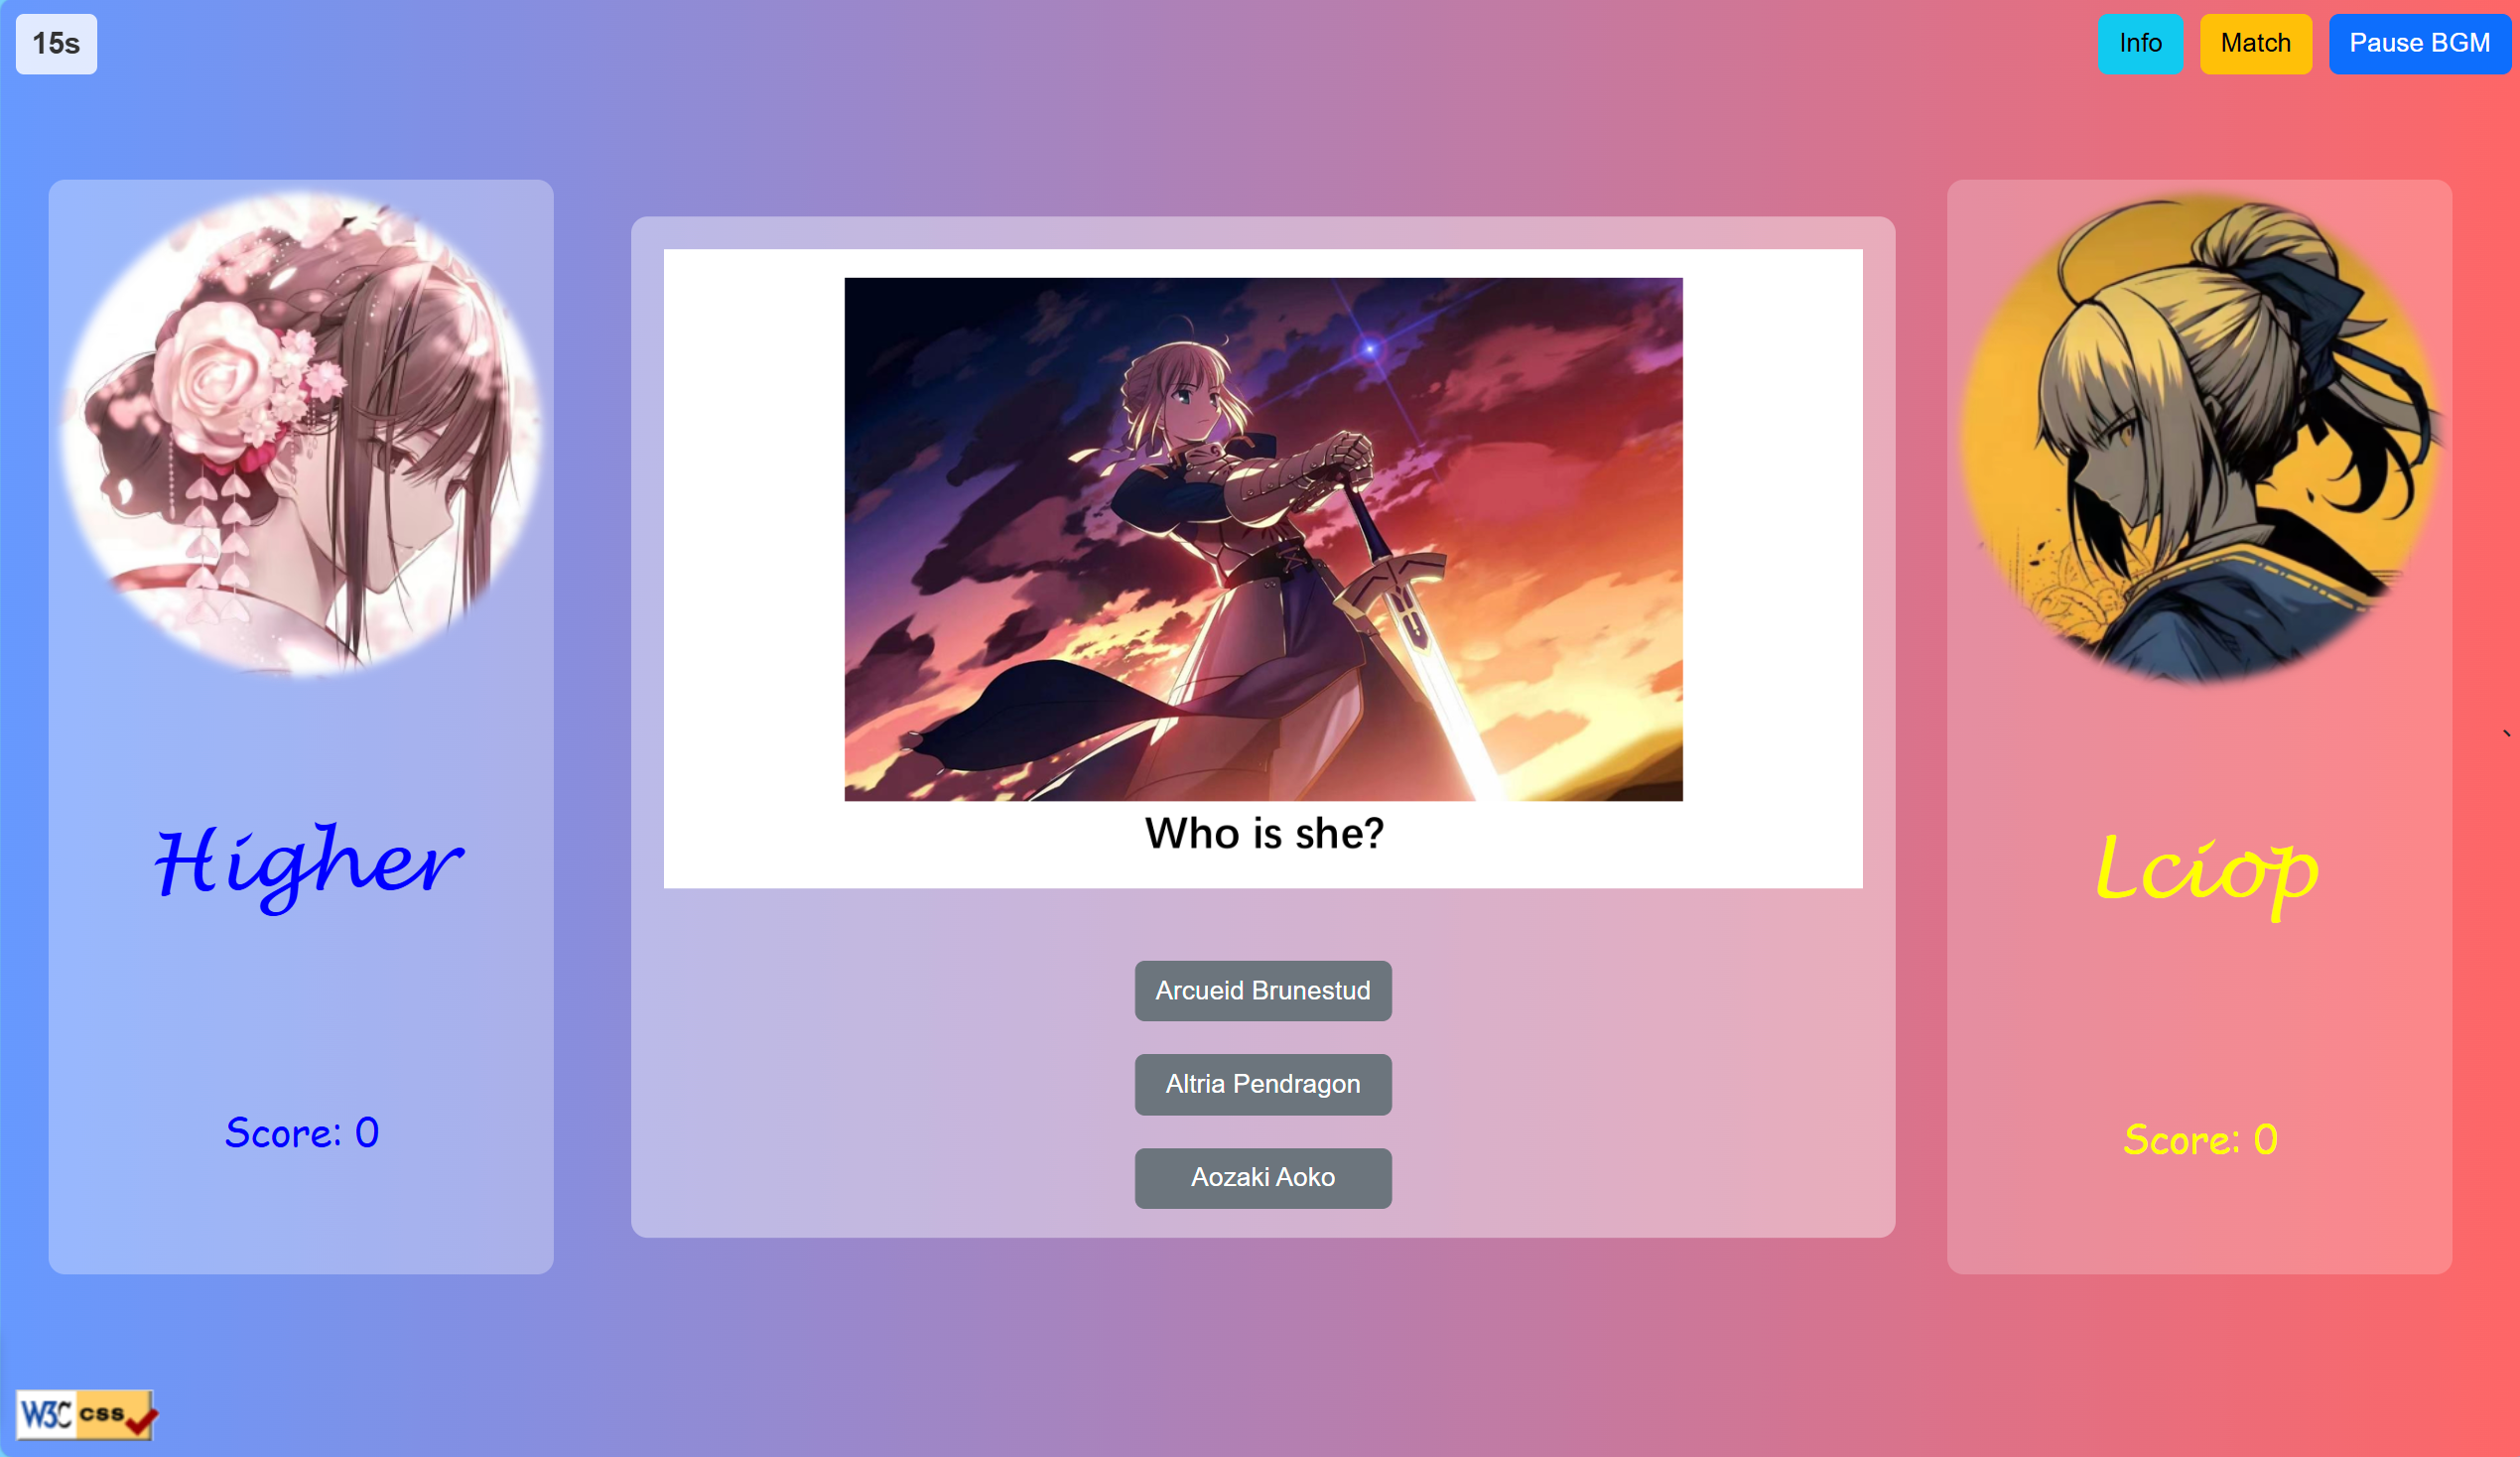 15s
Info
Match
Pause BGM
Who is she?
Higher
Lciop
Arcueid Brunestud
Altria Pendragon
Aozaki Aoko
Score: 0
Score: 0
`
W3C css